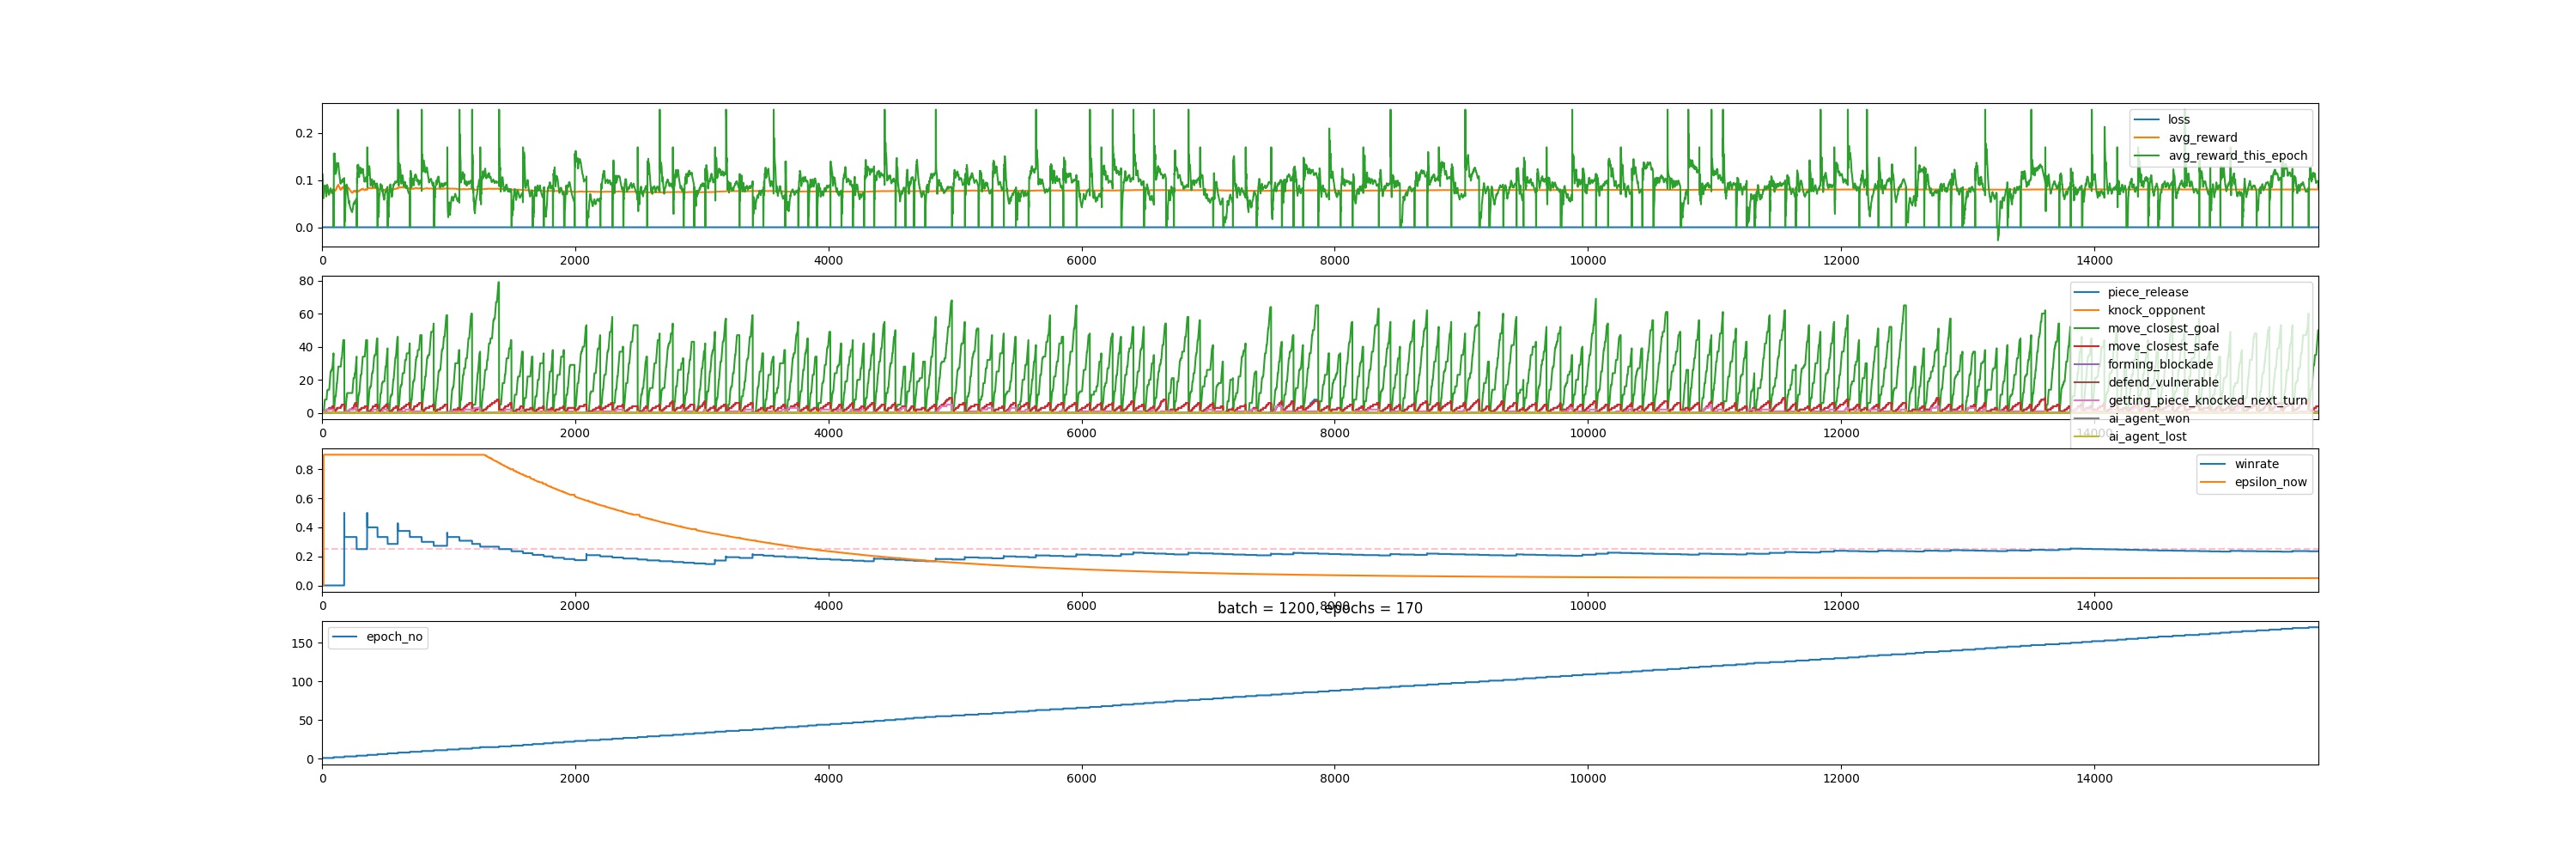 0.2
0.1
0.0
loss
avg_reward
avg_reward_this_epoch
0 2000 4000 6000 8000 10000 12000 14000
80
60
40
20
0
piece_release
knock_opponent
move_closest_goal
move_closest_safe
forming_blockade
defend_vulnerable
getting_piece_knocked_next_turn
ai_agent_won
ai_agent_lost
0 2000 4000 6000 8000 10000 12000 14000
0.8
0.6
0.4
0.2
0.0
winrate
epsilon_now
0 2000 4000 6000 8000 10000 12000 14000
batch = 1200, epochs = 170
150
100
50
0
epoch_no
0 2000 4000 6000 8000 10000 12000 14000